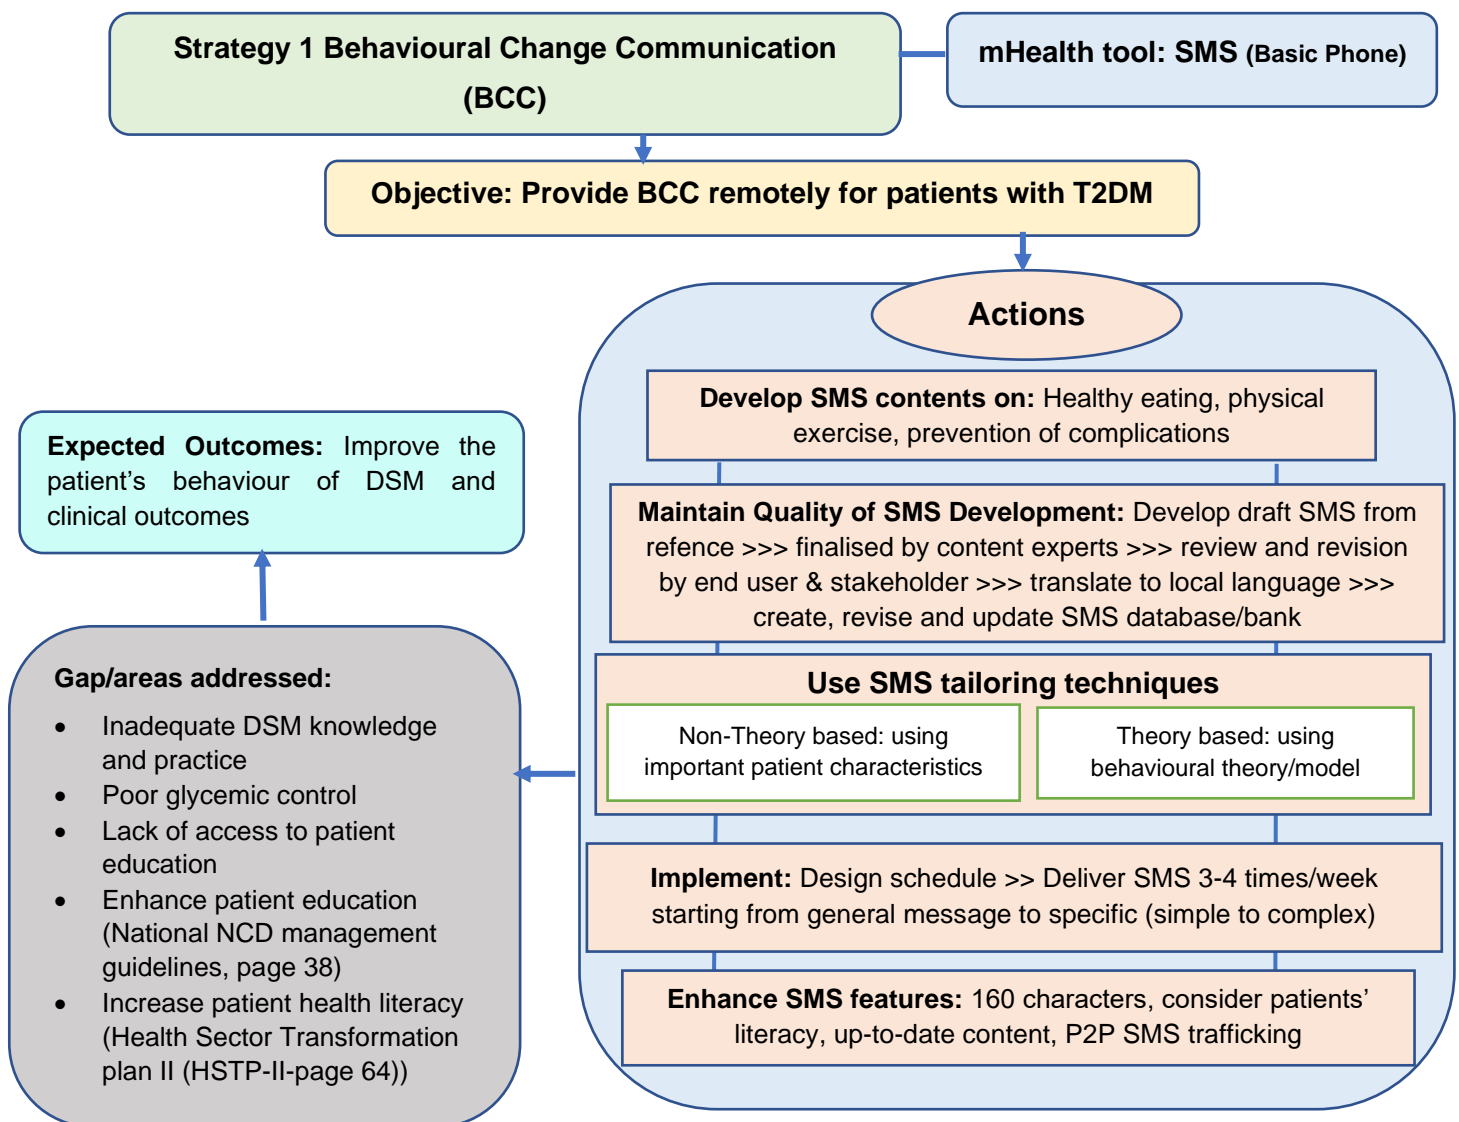 Strategy 1 Behavioural Change Communication
(BCC)
mHealth tool: SMS (Basic Phone)
Objective: Provide BCC remotely for patients with T2DM
Actions
Develop SMS contents on: Healthy eating, physical
exercise, prevention of complications
Maintain Quality of SMS Development: Develop draft SMS from
refence >>> finalised by content experts >>> review and revision
by end user & stakeholder >>> translate to local language >>>
create, revise and update SMS database/bank
Use SMS tailoring techniques
Non-Theory based: using
important patient characteristics
Theory based: using
behavioural theory/model
Implement: Design schedule >> Deliver SMS 3-4 times/week
starting from general message to specific (simple to complex)
Enhance SMS features: 160 characters, consider patients’
literacy, up-to-date content, P2P SMS trafficking
Gap/areas addressed:
• Inadequate DSM knowledge
and practice
• Poor glycemic control
• Lack of access to patient
education
• Enhance patient education
(National NCD management
guidelines, page 38)
• Increase patient health literacy
(Health Sector Transformation
plan II (HSTP-II-page 64))
Expected Outcomes: Improve the
patient’s behaviour of DSM and
clinical outcomes